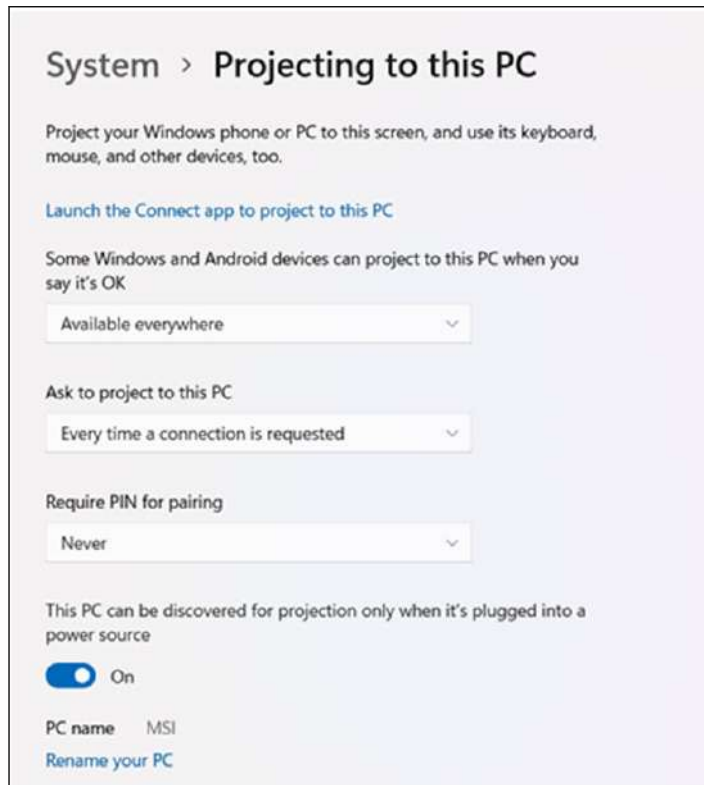 System > Projecting to this PC
Project your Windows phone or PC to this screen, and use its keyboard,
mouse, and other devices, too.
Launch the Connect app to project to this PC
Some Windows and Android devices can project to this PC when you
say it's OK
Available everywhere
Ask to project to this PC
Every time a connection is requested
Require PIN for pairing
Never
This PC can be discovered for projection only when it's plugged into a
power source
On
PC name MSI
Rename your PC